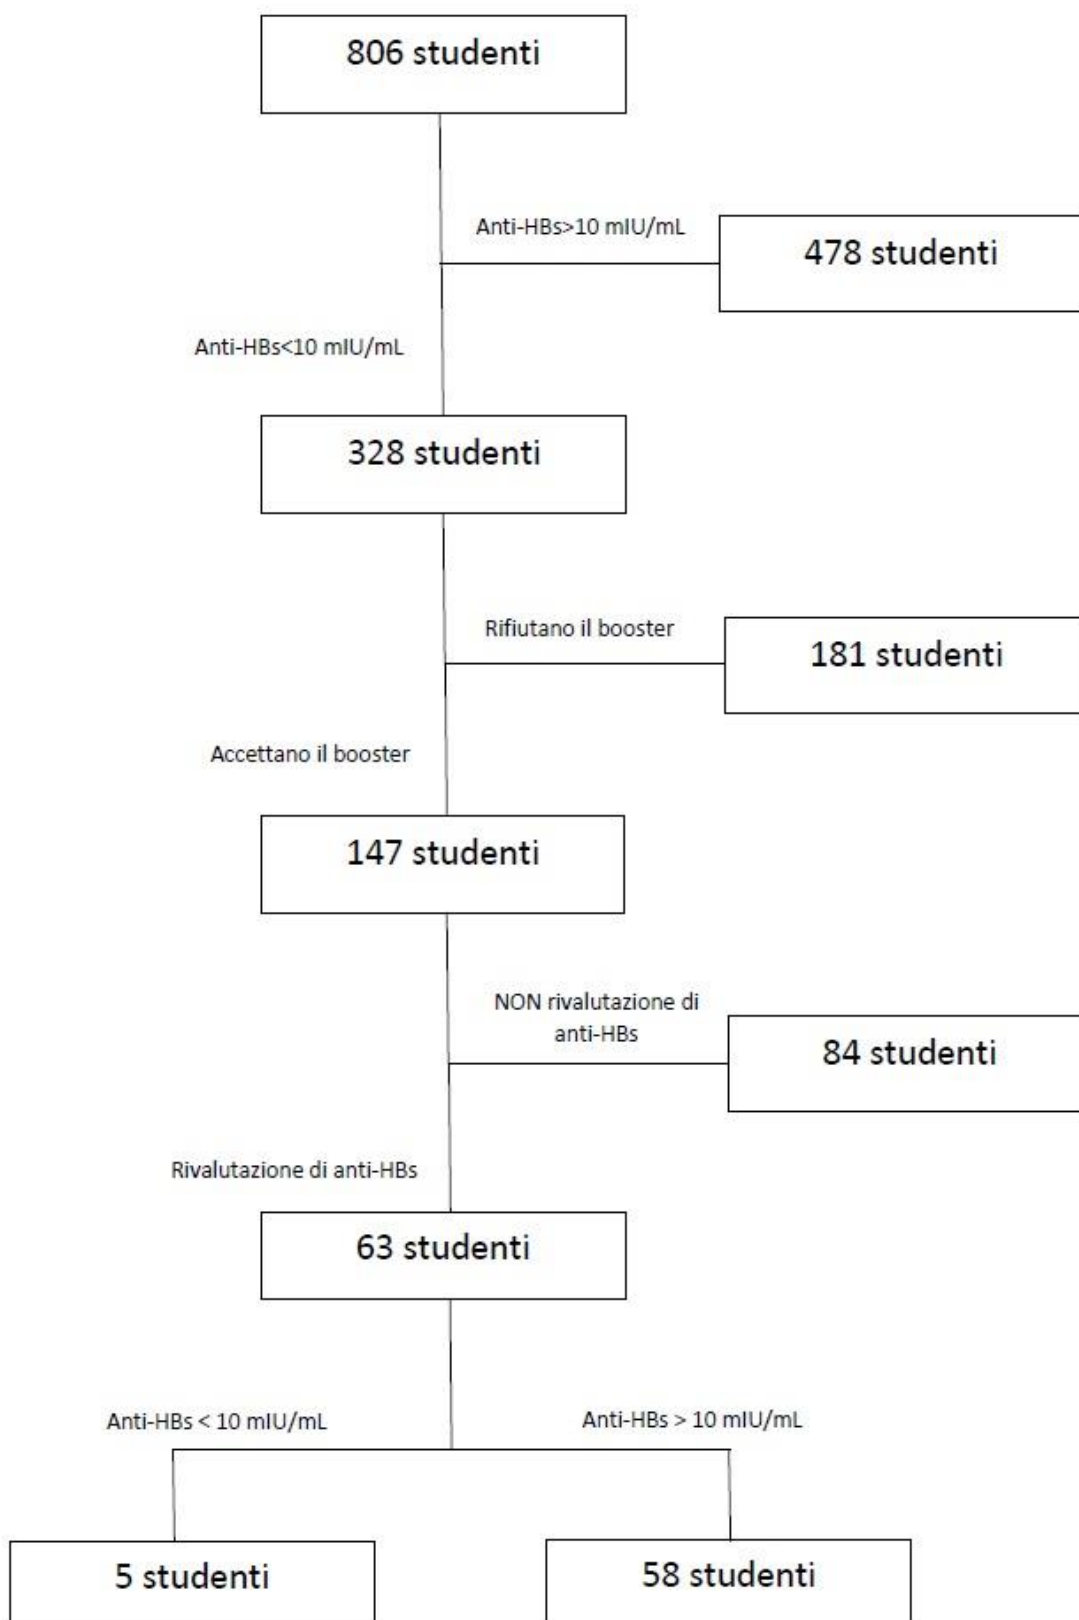 806 studenti
Anti-HBs>10 mIU/mL
478 studenti
Anti-HBs<10 mIU/mL
328 studenti
Rifiutano il booster
181 studenti
Accettano il booster
147 studenti
NON rivalutazione di
anti-HBs
84 studenti
Rivalutazione di anti-HBs
63 studenti
Anti-HBs < 10 mIU/mL
Anti-HBs > 10 mIU/mL
5 studenti
58 studenti